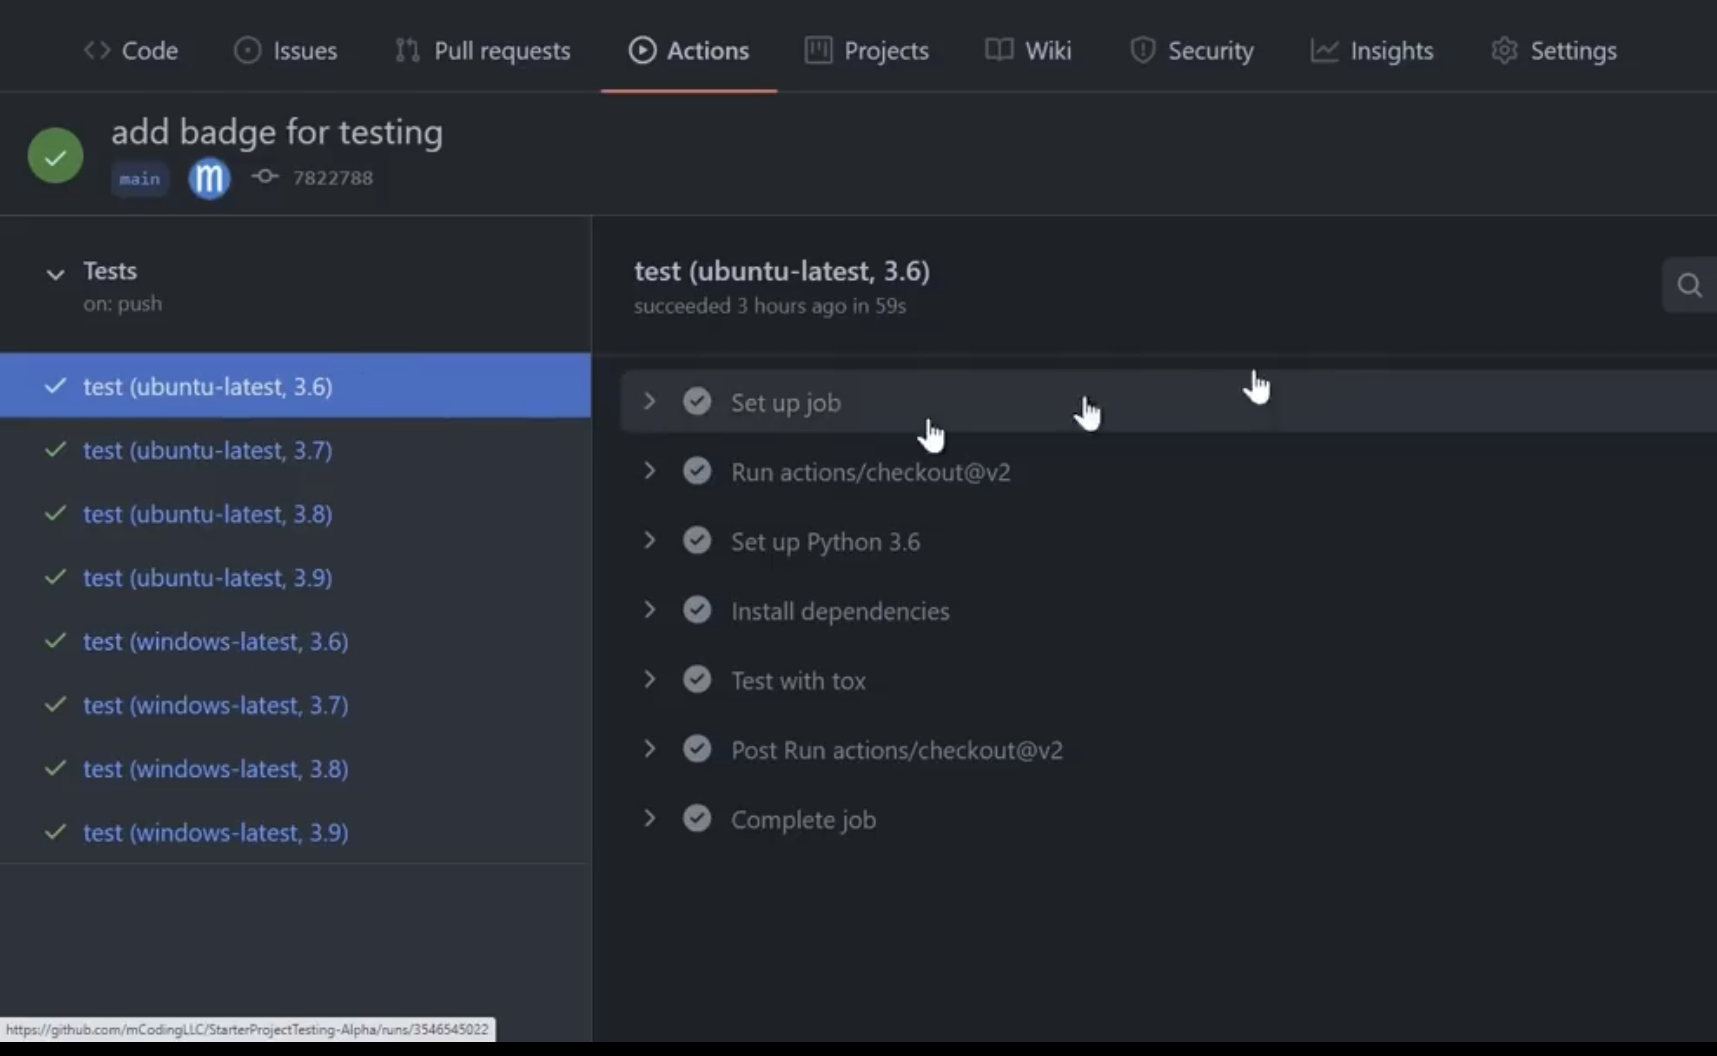 Code Issues Pull requests Actions Projects Wiki Security Insights Settings
add badge for testing
main m 7822788
Tests
on: push
test (ubuntu-latest, 3.6)
test (ubuntu-latest, 3.7)
test (ubuntu-latest, 3.8)
test (ubuntu-latest, 3.9)
test (windows-latest, 3.6)
test (windows-latest, 3.7)
test (windows-latest, 3.8)
test (windows-latest, 3.9)
test (ubuntu-latest, 3.6)
succeeded 3 hours ago in 59s
Set up job
Run actions/checkout@v2
Set up Python 3.6
Install dependencies
Test with tox
Post Run actions/checkout@v2
Complete job
https://github.com/mCodingLLC/StarterProjectTesting-Alpha/runs/3546545022